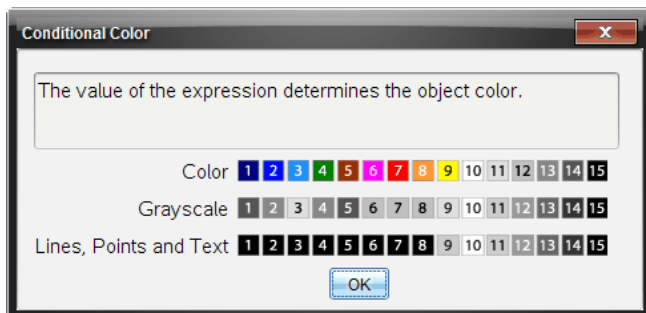 Conditional Color
The value of the expression determines the object color.
Color 1 2 3 4 5 6 7 8 9 10 11 12 13 14 15
Grayscale 1 2 3 4 5 6 7 8 9 10 11 12 13 14 15
Lines, Points and Text 1 2 3 4 5 6 7 8 9 10 11 12 13 14 15
OK